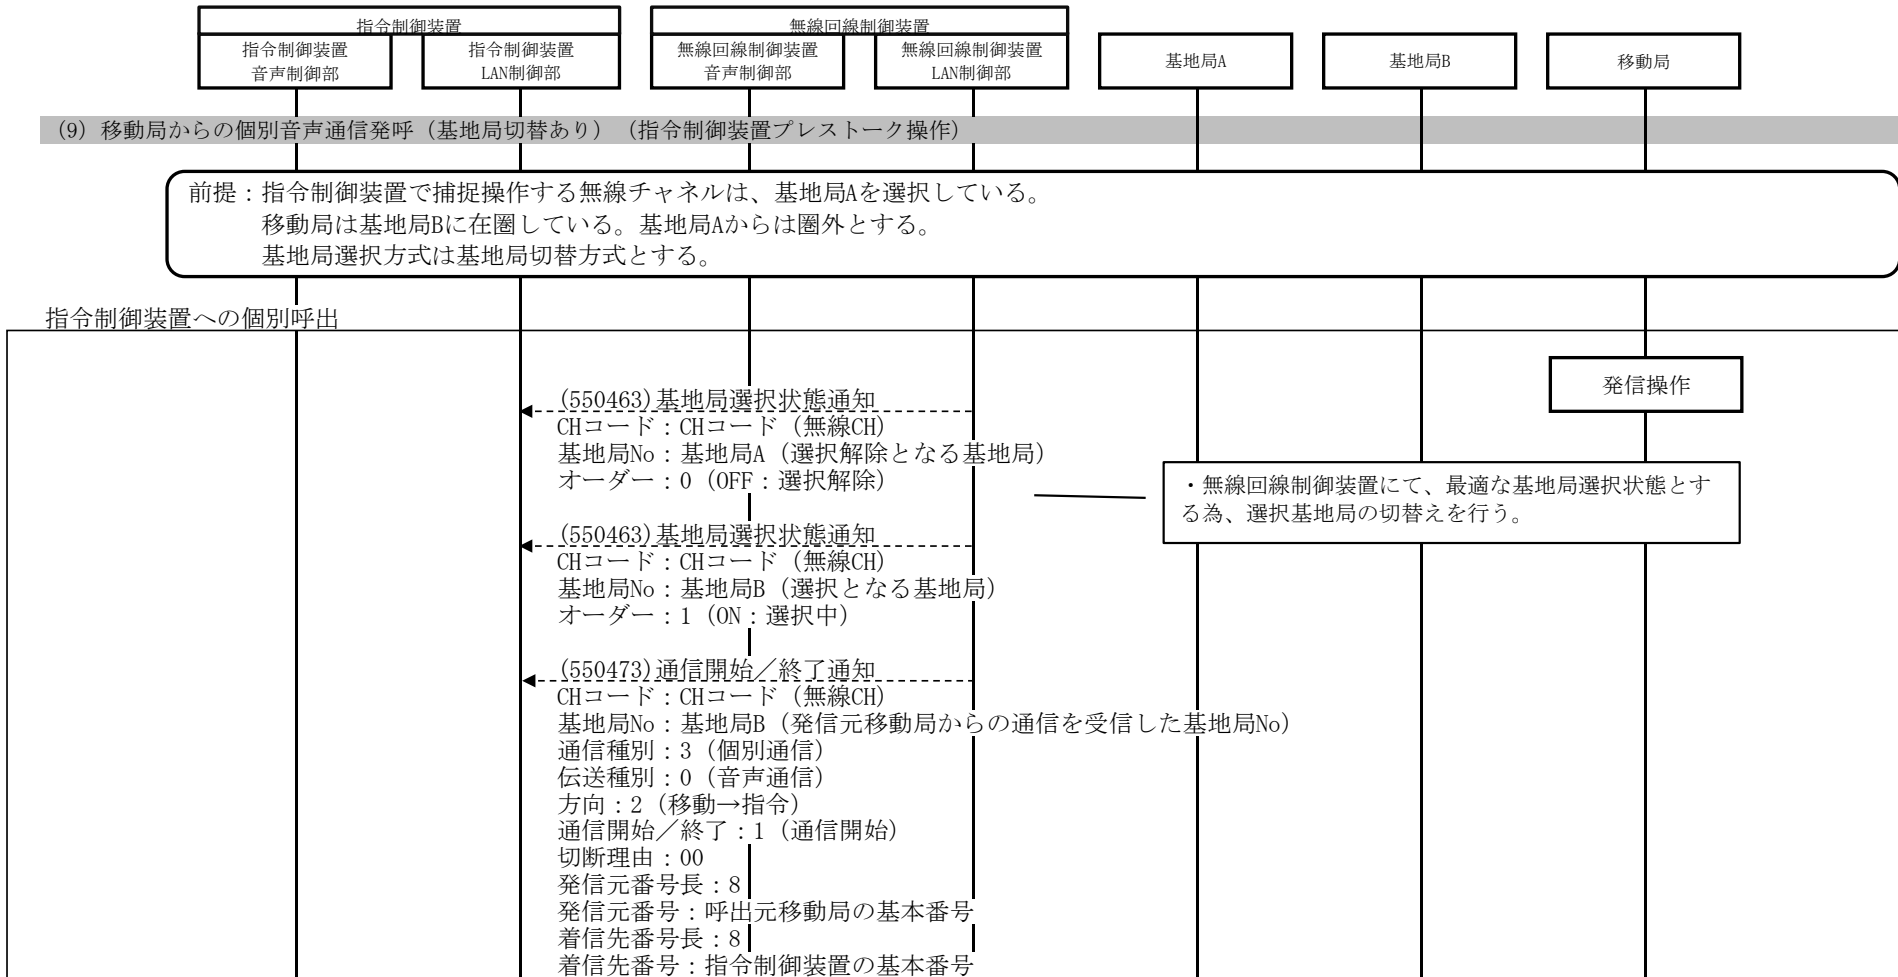 指令制御装置
無線回線制御装置
指令制御装置
音声制御部
指令制御装置
LAN制御部
無線回線制御装置
音声制御部
無線回線制御装置
LAN制御部
基地局A
基地局B
移動局
(9) 移動局からの個別音声通信発呼(基地局切替あり)(指令制御装置プレストーク操作)
前提:指令制御装置で捕捉操作する無線チャネルは、基地局Aを選択している。
移動局は基地局Bに在圏している。基地局Aからは圏外とする。
基地局選択方式は基地局切替方式とする。
指令制御装置への個別呼出
発信操作
(550463)基地局選択状態通知
CHコード:CHコード(無線CH)
基地局No:基地局A(選択解除となる基地局)
オーダー:0(OFF:選択解除)
・無線回線制御装置にて、最適な基地局選択状態とす
る為、選択基地局の切替えを行う。
(550463)基地局選択状態通知
CHコード:CHコード(無線CH)
基地局No:基地局B(選択となる基地局)
オーダー:1(ON:選択中)
(550473)通信開始/終了通知
CHコード:CHコード(無線CH)
基地局No:基地局B(発信元移動局からの通信を受信した基地局No)
通信種別:3(個別通信)
伝送種別:0(音声通信)
方向:2(移動→指令)
通信開始/終了:1(通信開始)
切断理由:00
発信元番号長:8
発信元番号:呼出元移動局の基本番号
着信先番号長:8
着信先番号:指令制御装置の基本番号